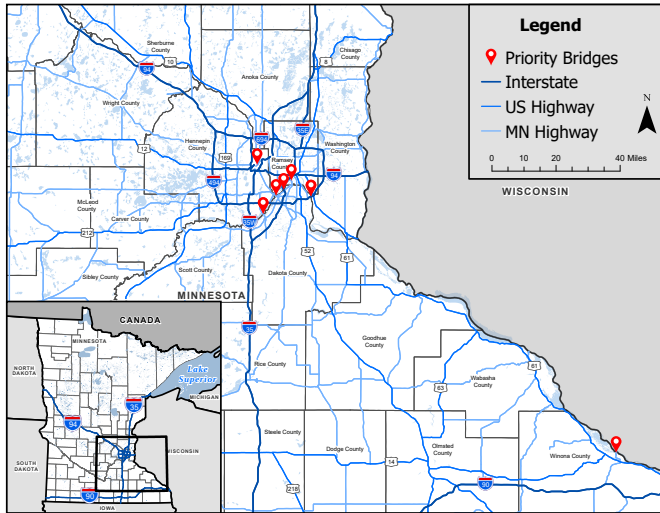 Legend
Priority Bridges
Interstate
US Highway
MN Highway
N
0 10 20 40 Miles
WISCONSIN
Sherburne
County
10
94
Chisago
County
8
Anoka
County
Wright County
Hennepin
County
12
169
694
35E
Ramsey
County
Washington
County
494
94
McLeod
County
Carver County
212
35W
Scott County
Sibley County
52
61
Dakota County
MINNESOTA
35
Goodhue
County
Rice County
Wabasha
County
61
63
Steele County
Dodge County
Olmsted
County
Winona County
14
218
90
CANADA
MINNESOTA
NORTH
DAKOTA
Lake
Superior
MICHIGAN
35
94
WISCONSIN
SOUTH
DAKOTA
90
IOWA